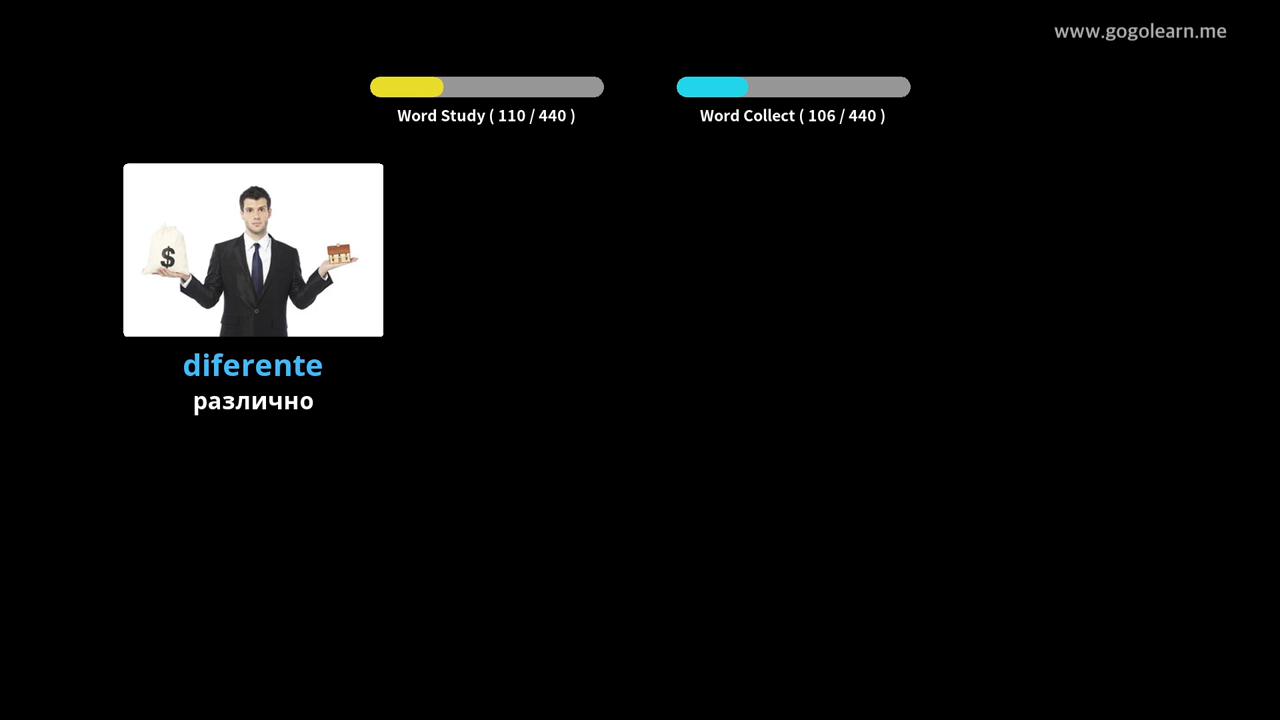 www.gogolearn.me
Word Study ( 110 / 440 )
Word Collect ( 106 / 440 )
$
diferente
различно